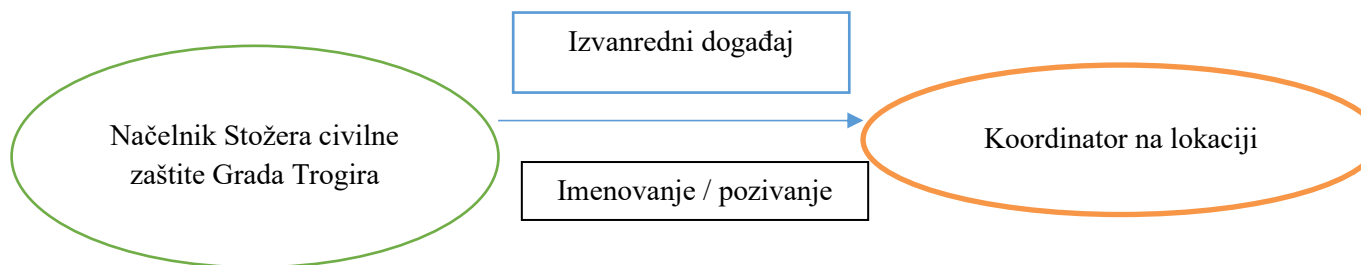 Izvanredni događaj
Načelnik Stožera civilne
zaštite Grada Trogira
Koordinator na lokaciji
Imenovanje / pozivanje